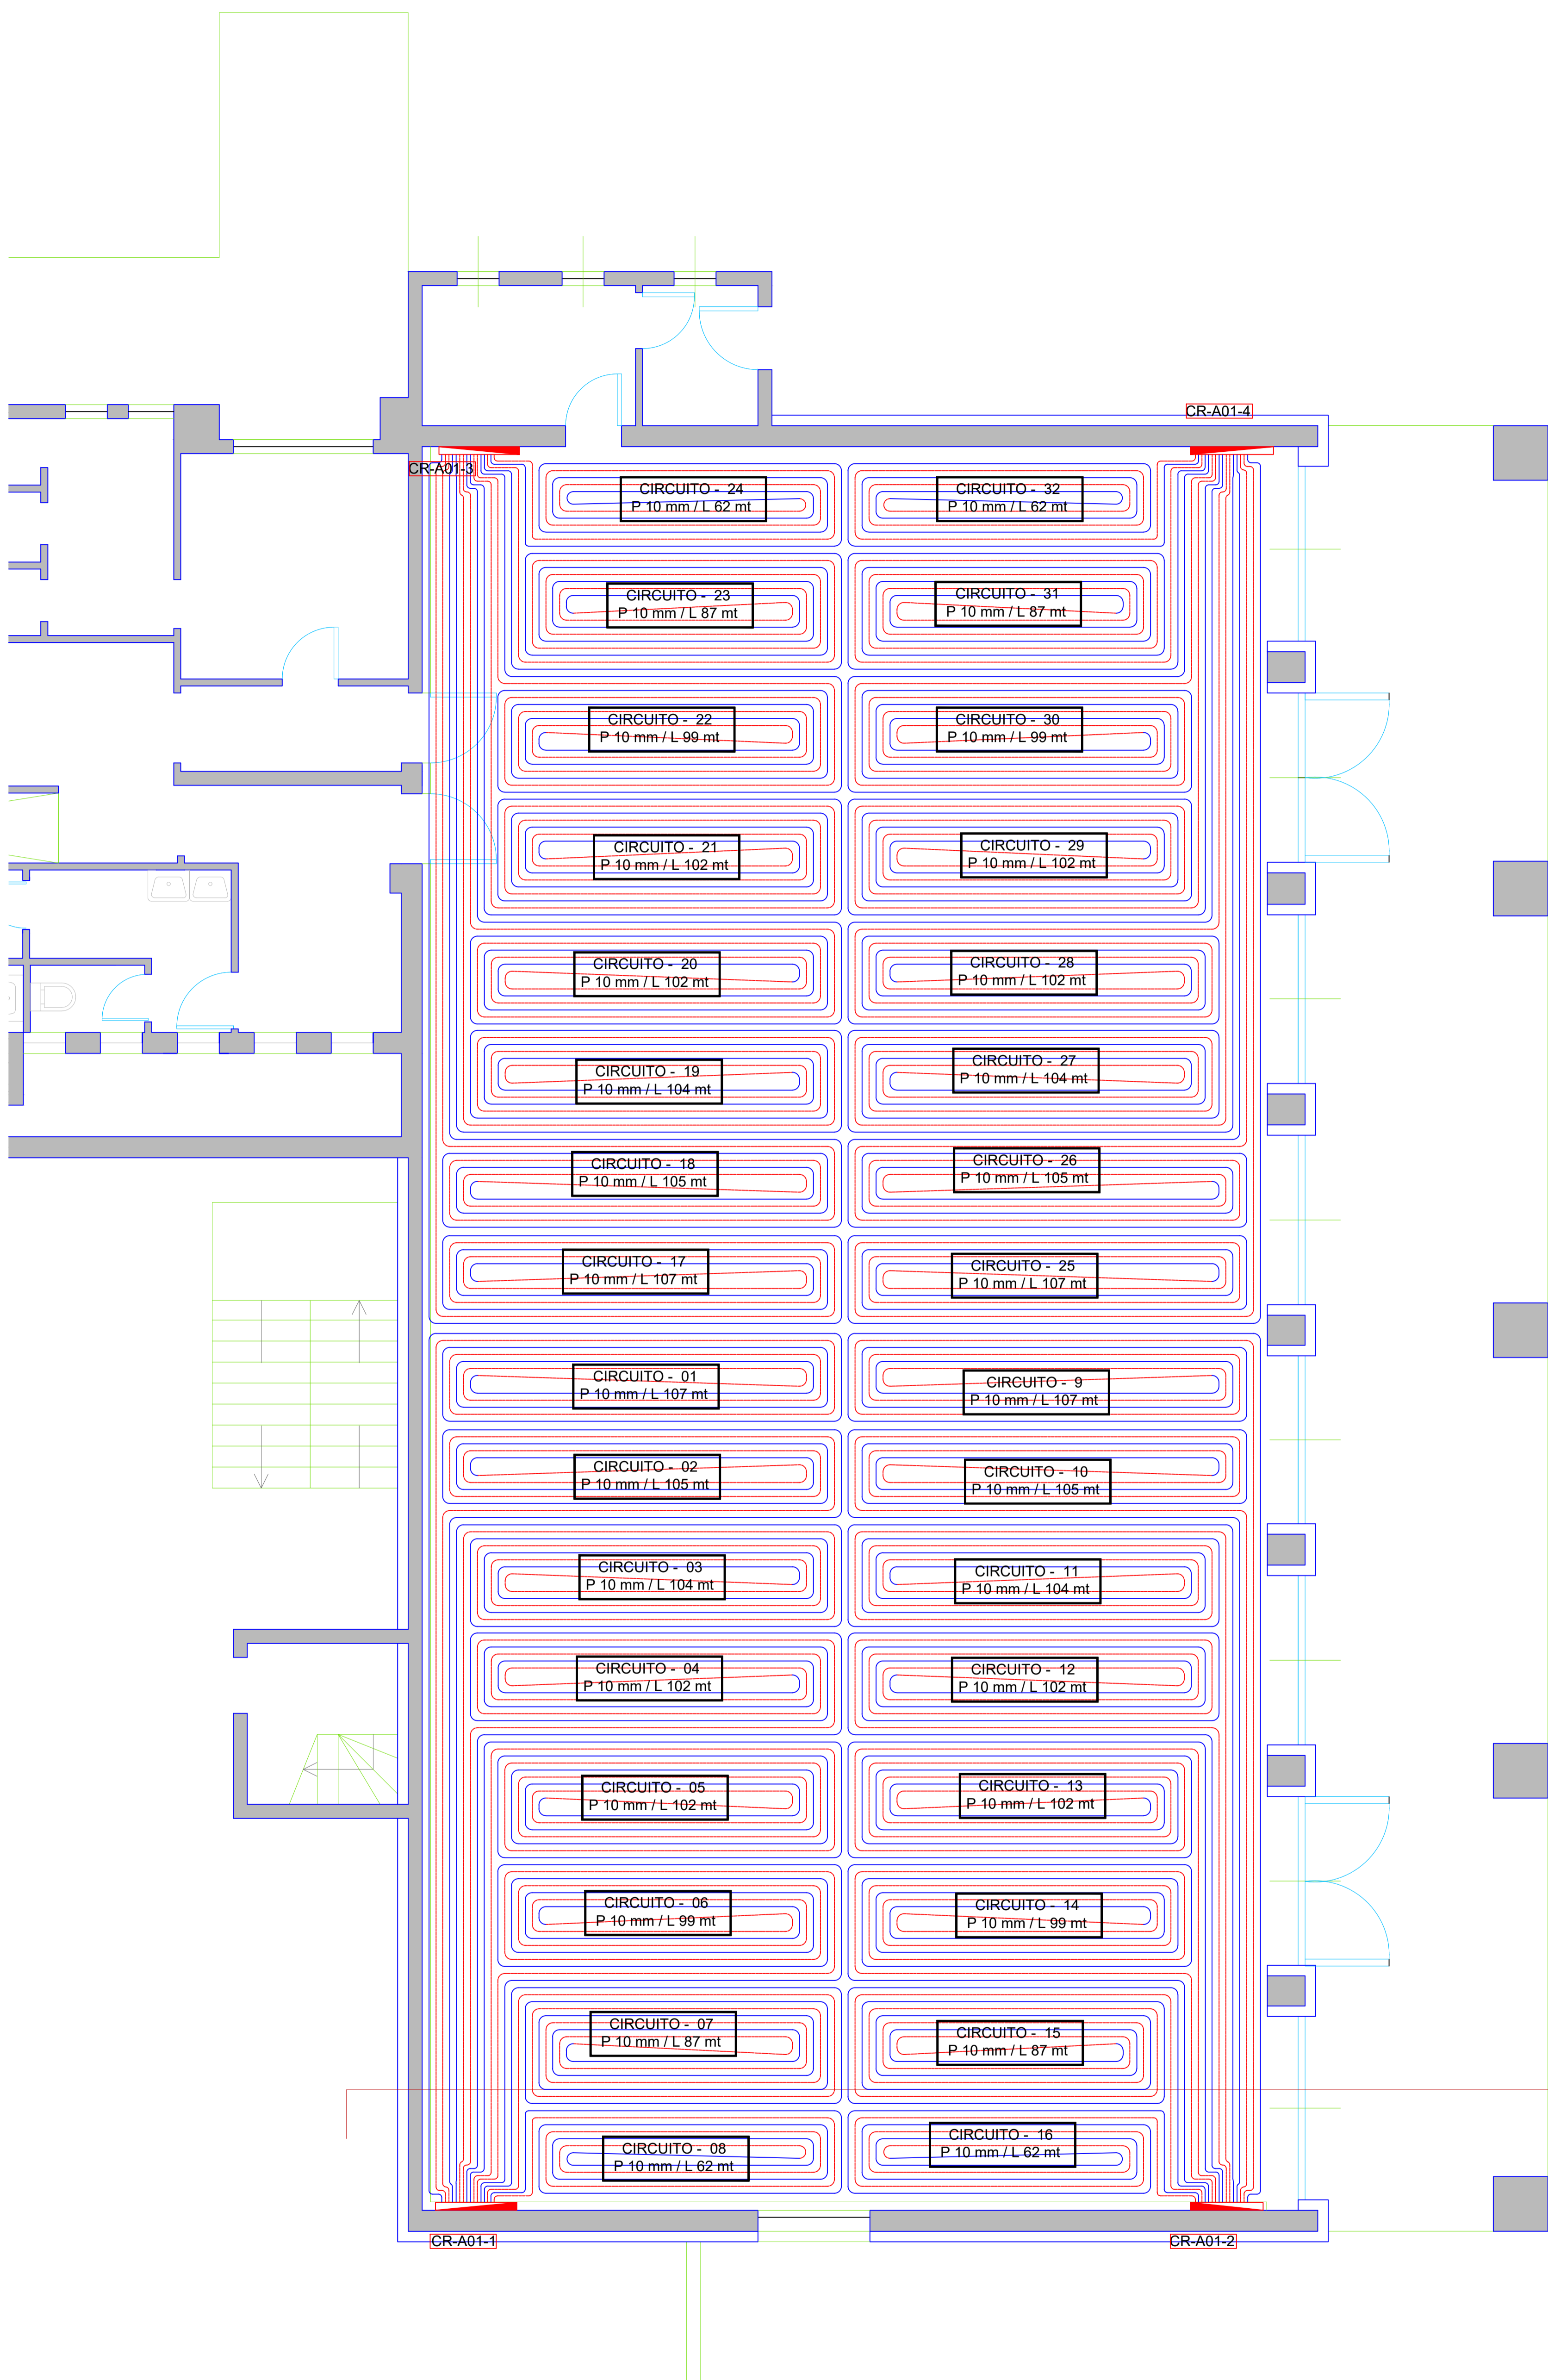 CR-A01-4
CR-A01-3
CIRCUITO - 24
P 10 mm / L 62 mt
CIRCUITO - 32
P 10 mm / L 62 mt
CIRCUITO - 23
P 10 mm / L 87 mt
CIRCUITO - 31
P 10 mm / L 87 mt
CIRCUITO - 22
P 10 mm / L 99 mt
CIRCUITO - 30
P 10 mm / L 99 mt
CIRCUITO - 21
P 10 mm / L 102 mt
CIRCUITO - 29
P 10 mm / L 102 mt
CIRCUITO - 20
P 10 mm / L 102 mt
CIRCUITO - 28
P 10 mm / L 102 mt
CIRCUITO - 19
P 10 mm / L 104 mt
CIRCUITO - 27
P 10 mm / L 104 mt
CIRCUITO - 18
P 10 mm / L 105 mt
CIRCUITO - 26
P 10 mm / L 105 mt
CIRCUITO - 17
P 10 mm / L 107 mt
CIRCUITO - 25
P 10 mm / L 107 mt
CIRCUITO - 01
P 10 mm / L 107 mt
CIRCUITO - 9
P 10 mm / L 107 mt
CIRCUITO - 02
P 10 mm / L 105 mt
CIRCUITO - 10
P 10 mm / L 105 mt
CIRCUITO - 03
P 10 mm / L 104 mt
CIRCUITO - 11
P 10 mm / L 104 mt
CIRCUITO - 04
P 10 mm / L 102 mt
CIRCUITO - 12
P 10 mm / L 102 mt
CIRCUITO - 05
P 10 mm / L 102 mt
CIRCUITO - 13
P 10 mm / L 102 mt
CIRCUITO - 06
P 10 mm / L 99 mt
CIRCUITO - 14
P 10 mm / L 99 mt
CIRCUITO - 07
P 10 mm / L 87 mt
CIRCUITO - 15
P 10 mm / L 87 mt
CIRCUITO - 08
P 10 mm / L 62 mt
CIRCUITO - 16
P 10 mm / L 62 mt
CR-A01-1
CR-A01-2